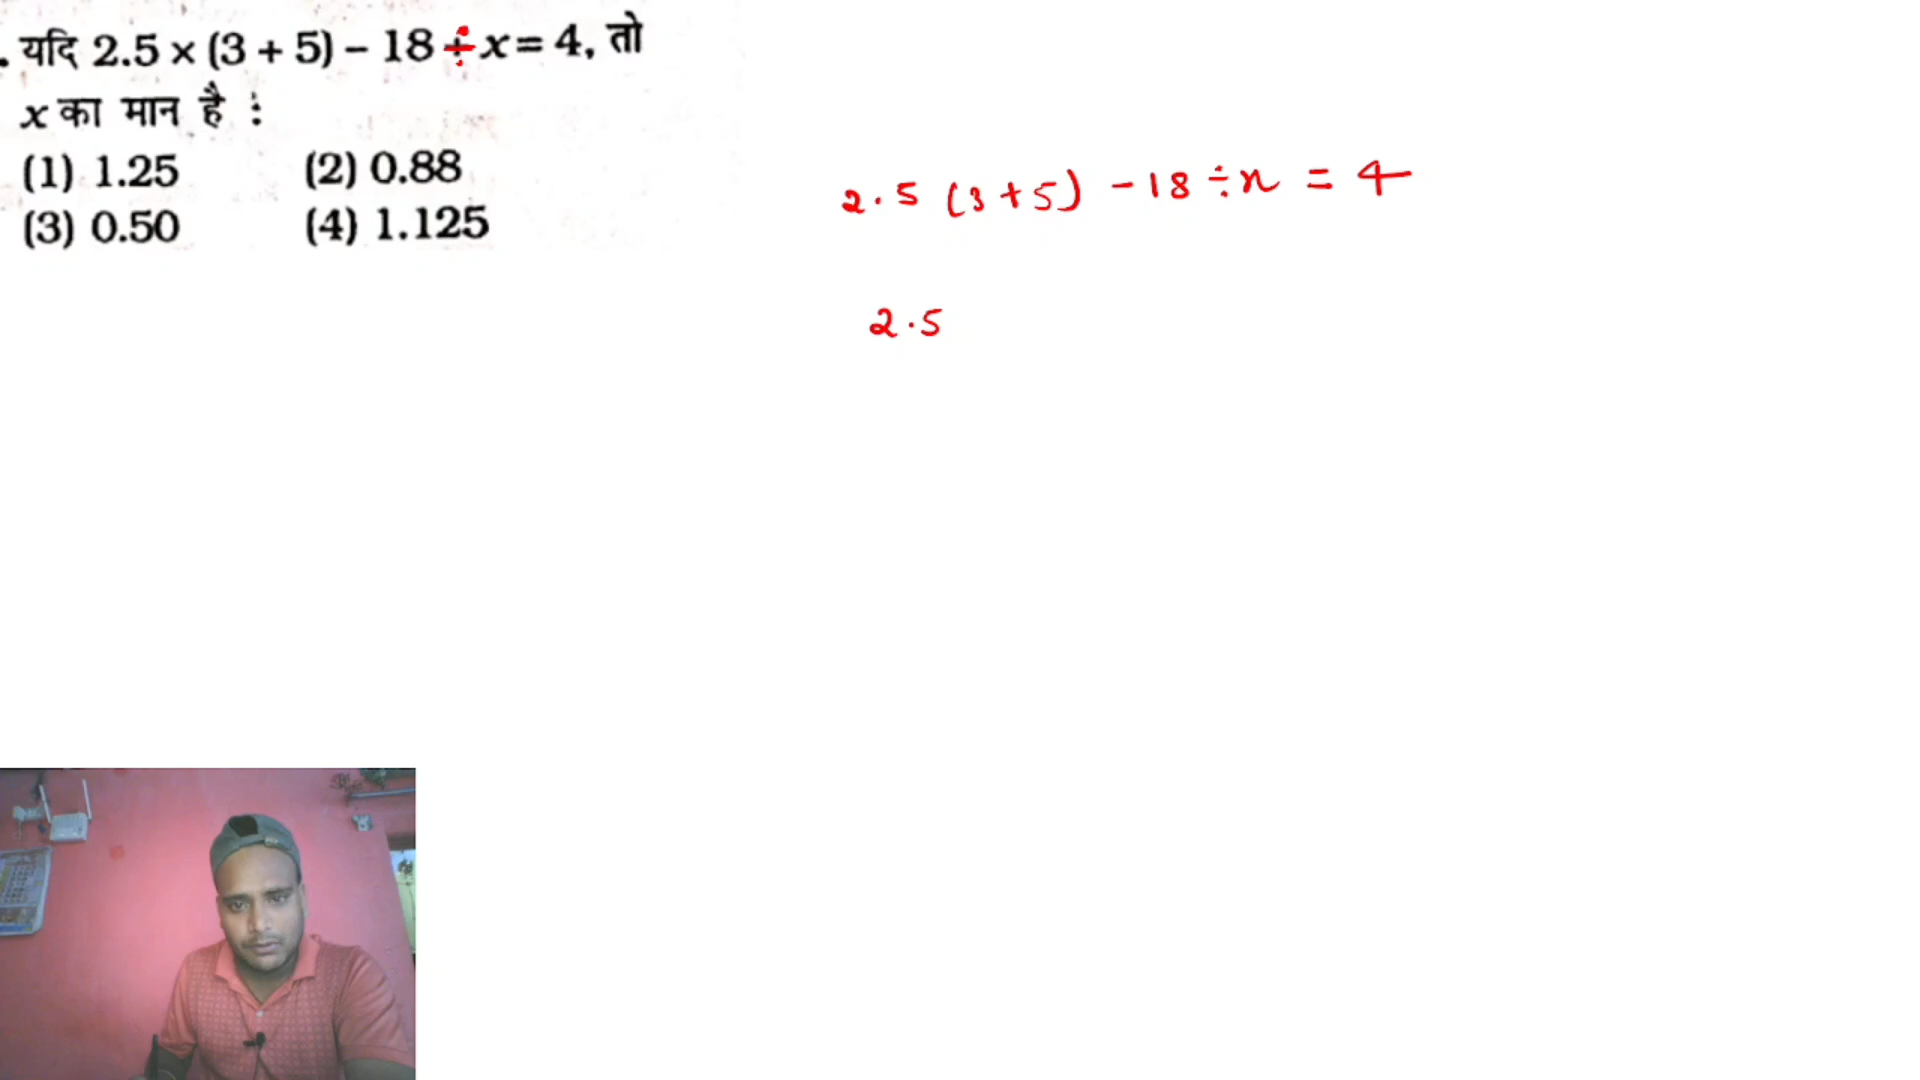 . यदि 2.5 × (3 + 5) – 18 ÷ x = 4, तो
x का मान है :
(1) 1.25 (2) 0.88
(3) 0.50 (4) 1.125
2.5 (3+5) -18÷x = 4
2.5